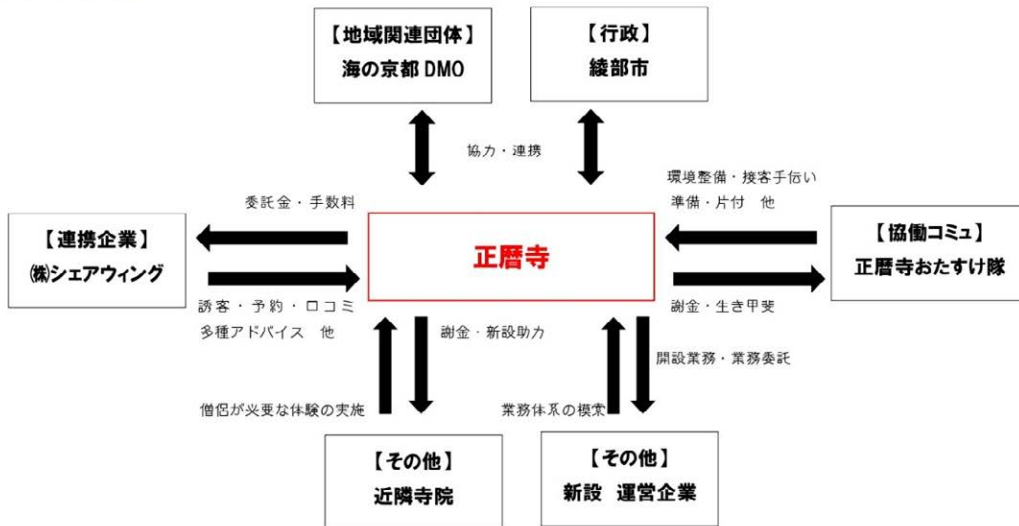 【地域関連団体】
海の京都 DMO
【行政】
綾部市
協力・連携
環境整備・接客手伝い
準備・片付 他
委託金・手数料
【連携企業】
㈱シェアウィング
正暦寺
【協働コミュ】
正暦寺おたすけ隊
誘客・予約・口コミ
多種アドバイス 他
謝金・新設助力
謝金・生き甲斐
開設業務・業務委託
僧侶が必要な体験の実施
業務体系の模索
【その他】
近隣寺院
【その他】
新設 運営企業